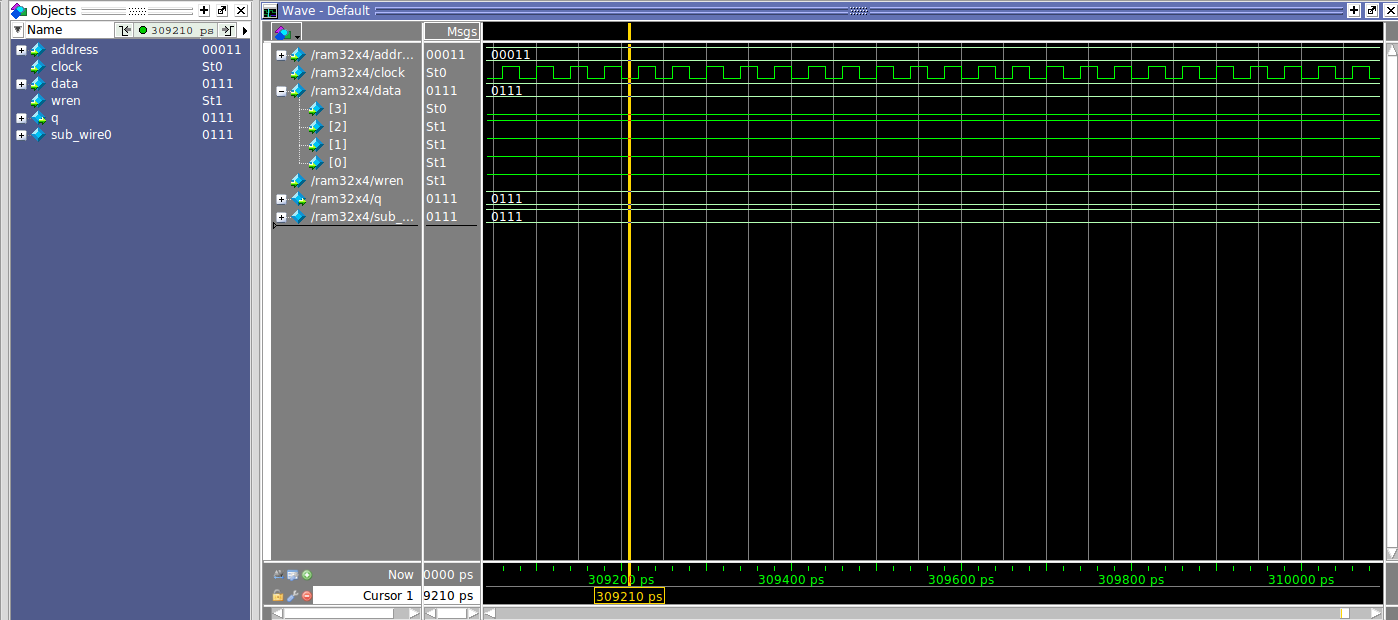 Objects
Name 309210 ps
address 00011
clock St0
data 0111
wren St1
q 0111
sub_wire0 0111
Wave - Default
Msgs
/ram32x4/addr... 00011 00011
/ram32x4/clock St0
/ram32x4/data 0111 0111
[3] St0
[2] St1
[1] St1
[0] St1
/ram32x4/wren St1
/ram32x4/q 0111 0111
/ram32x4/sub_... 0111 0111
Now 0000 ps 309200 ps 309400 ps 309600 ps 309800 ps 310000 ps
Cursor 1 9210 ps 309210 ps